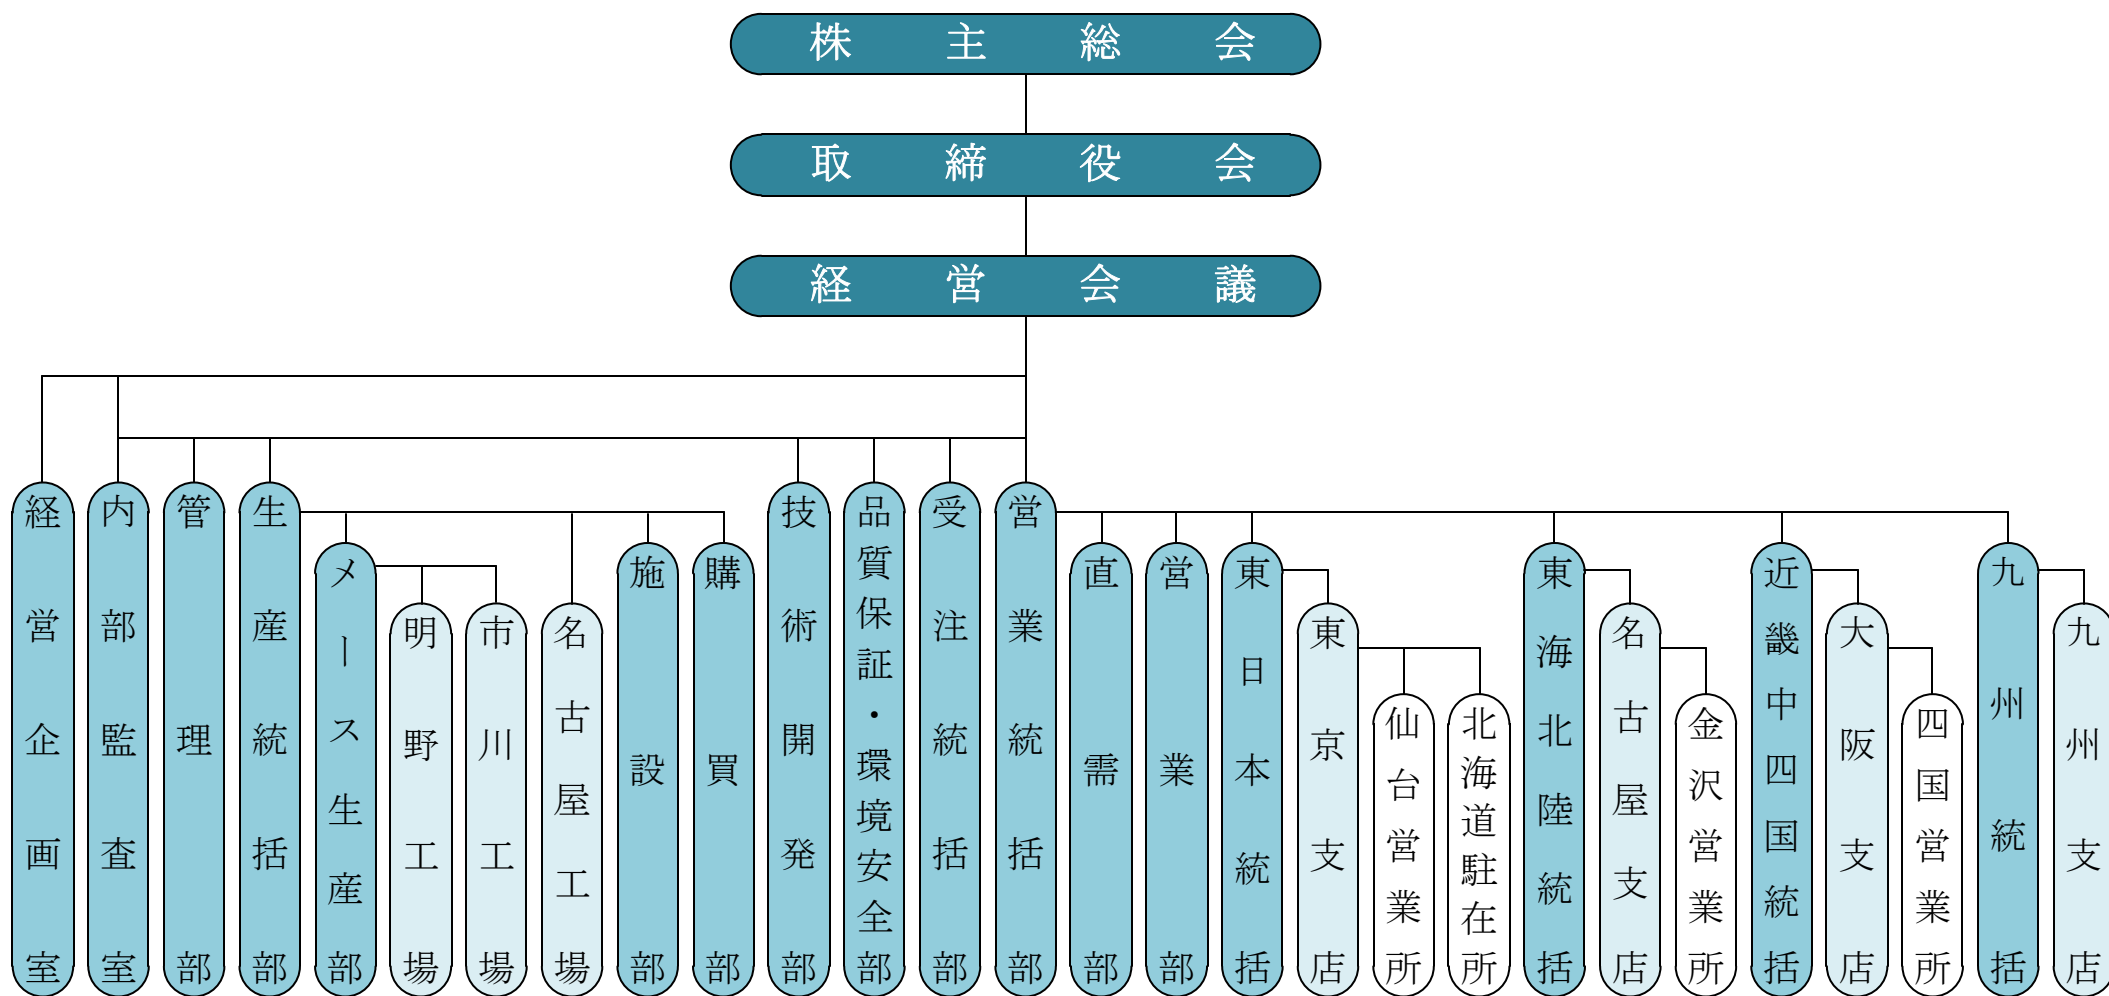 株主総会
取締役会
経営会議
経営企画室
内部監査室
管理部
生産統括部
メース生産部
明野工場
市川工場
名古屋工場
施設部
購買部
技術開発部
品質保証・環境安全部
受注統括部
営業統括部
直需部
営業部
東日本統括
東京支店
仙台営業所
北海道駐在所
東海北陸統括
名古屋支店
金沢営業所
近畿中四国統括
大阪支店
四国営業所
九州統括
九州支店